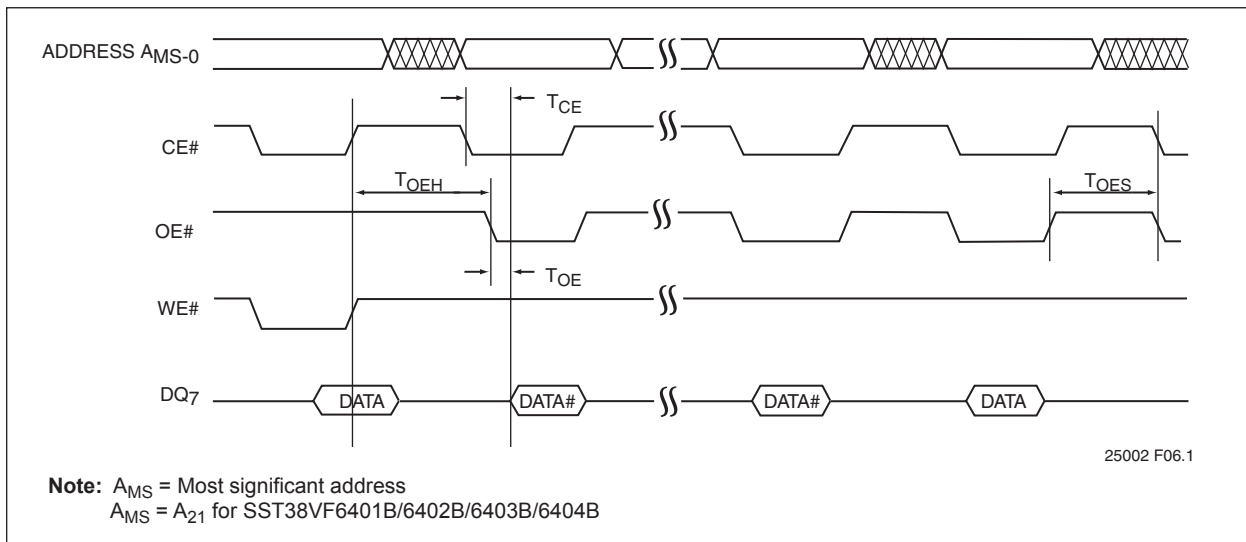 ADDRESS AMS-0
TCE
CE#
TOEH
TOES
OE#
TOE
WE#
DQ7
DATA
DATA#
DATA#
DATA
25002 F06.1
Note: AMS = Most significant address
AMS = A21 for SST38VF6401B/6402B/6403B/6404B